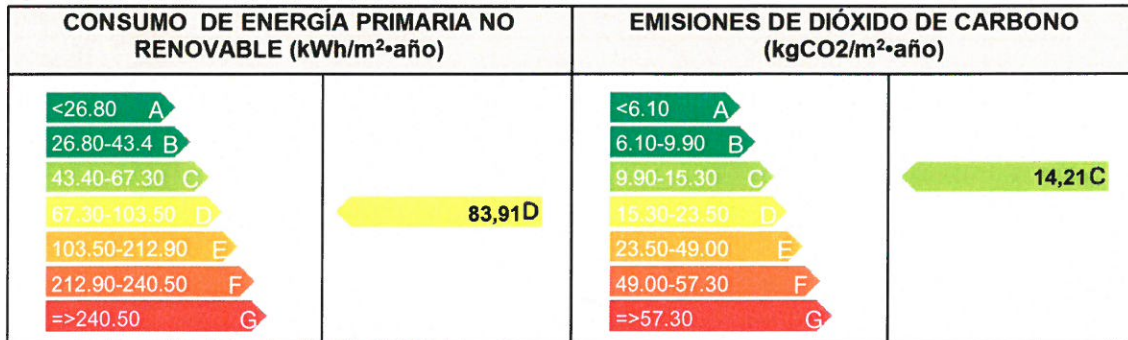 CONSUMO DE ENERGÍA PRIMARIA NO
RENOVABLE (kWh/m²•año)
<26.80 A
26.80-43.4 B
43.40-67.30 C
67.30-103.50 D
103.50-212.90 E
212.90-240.50 F
=>240.50 G
83,91 D
EMISIONES DE DIÓXIDO DE CARBONO
(kgCO2/m²•año)
<6.10 A
6.10-9.90 B
9.90-15.30 C
15.30-23.50 D
23.50-49.00 E
49.00-57.30 F
=>57.30 G
14,21 C